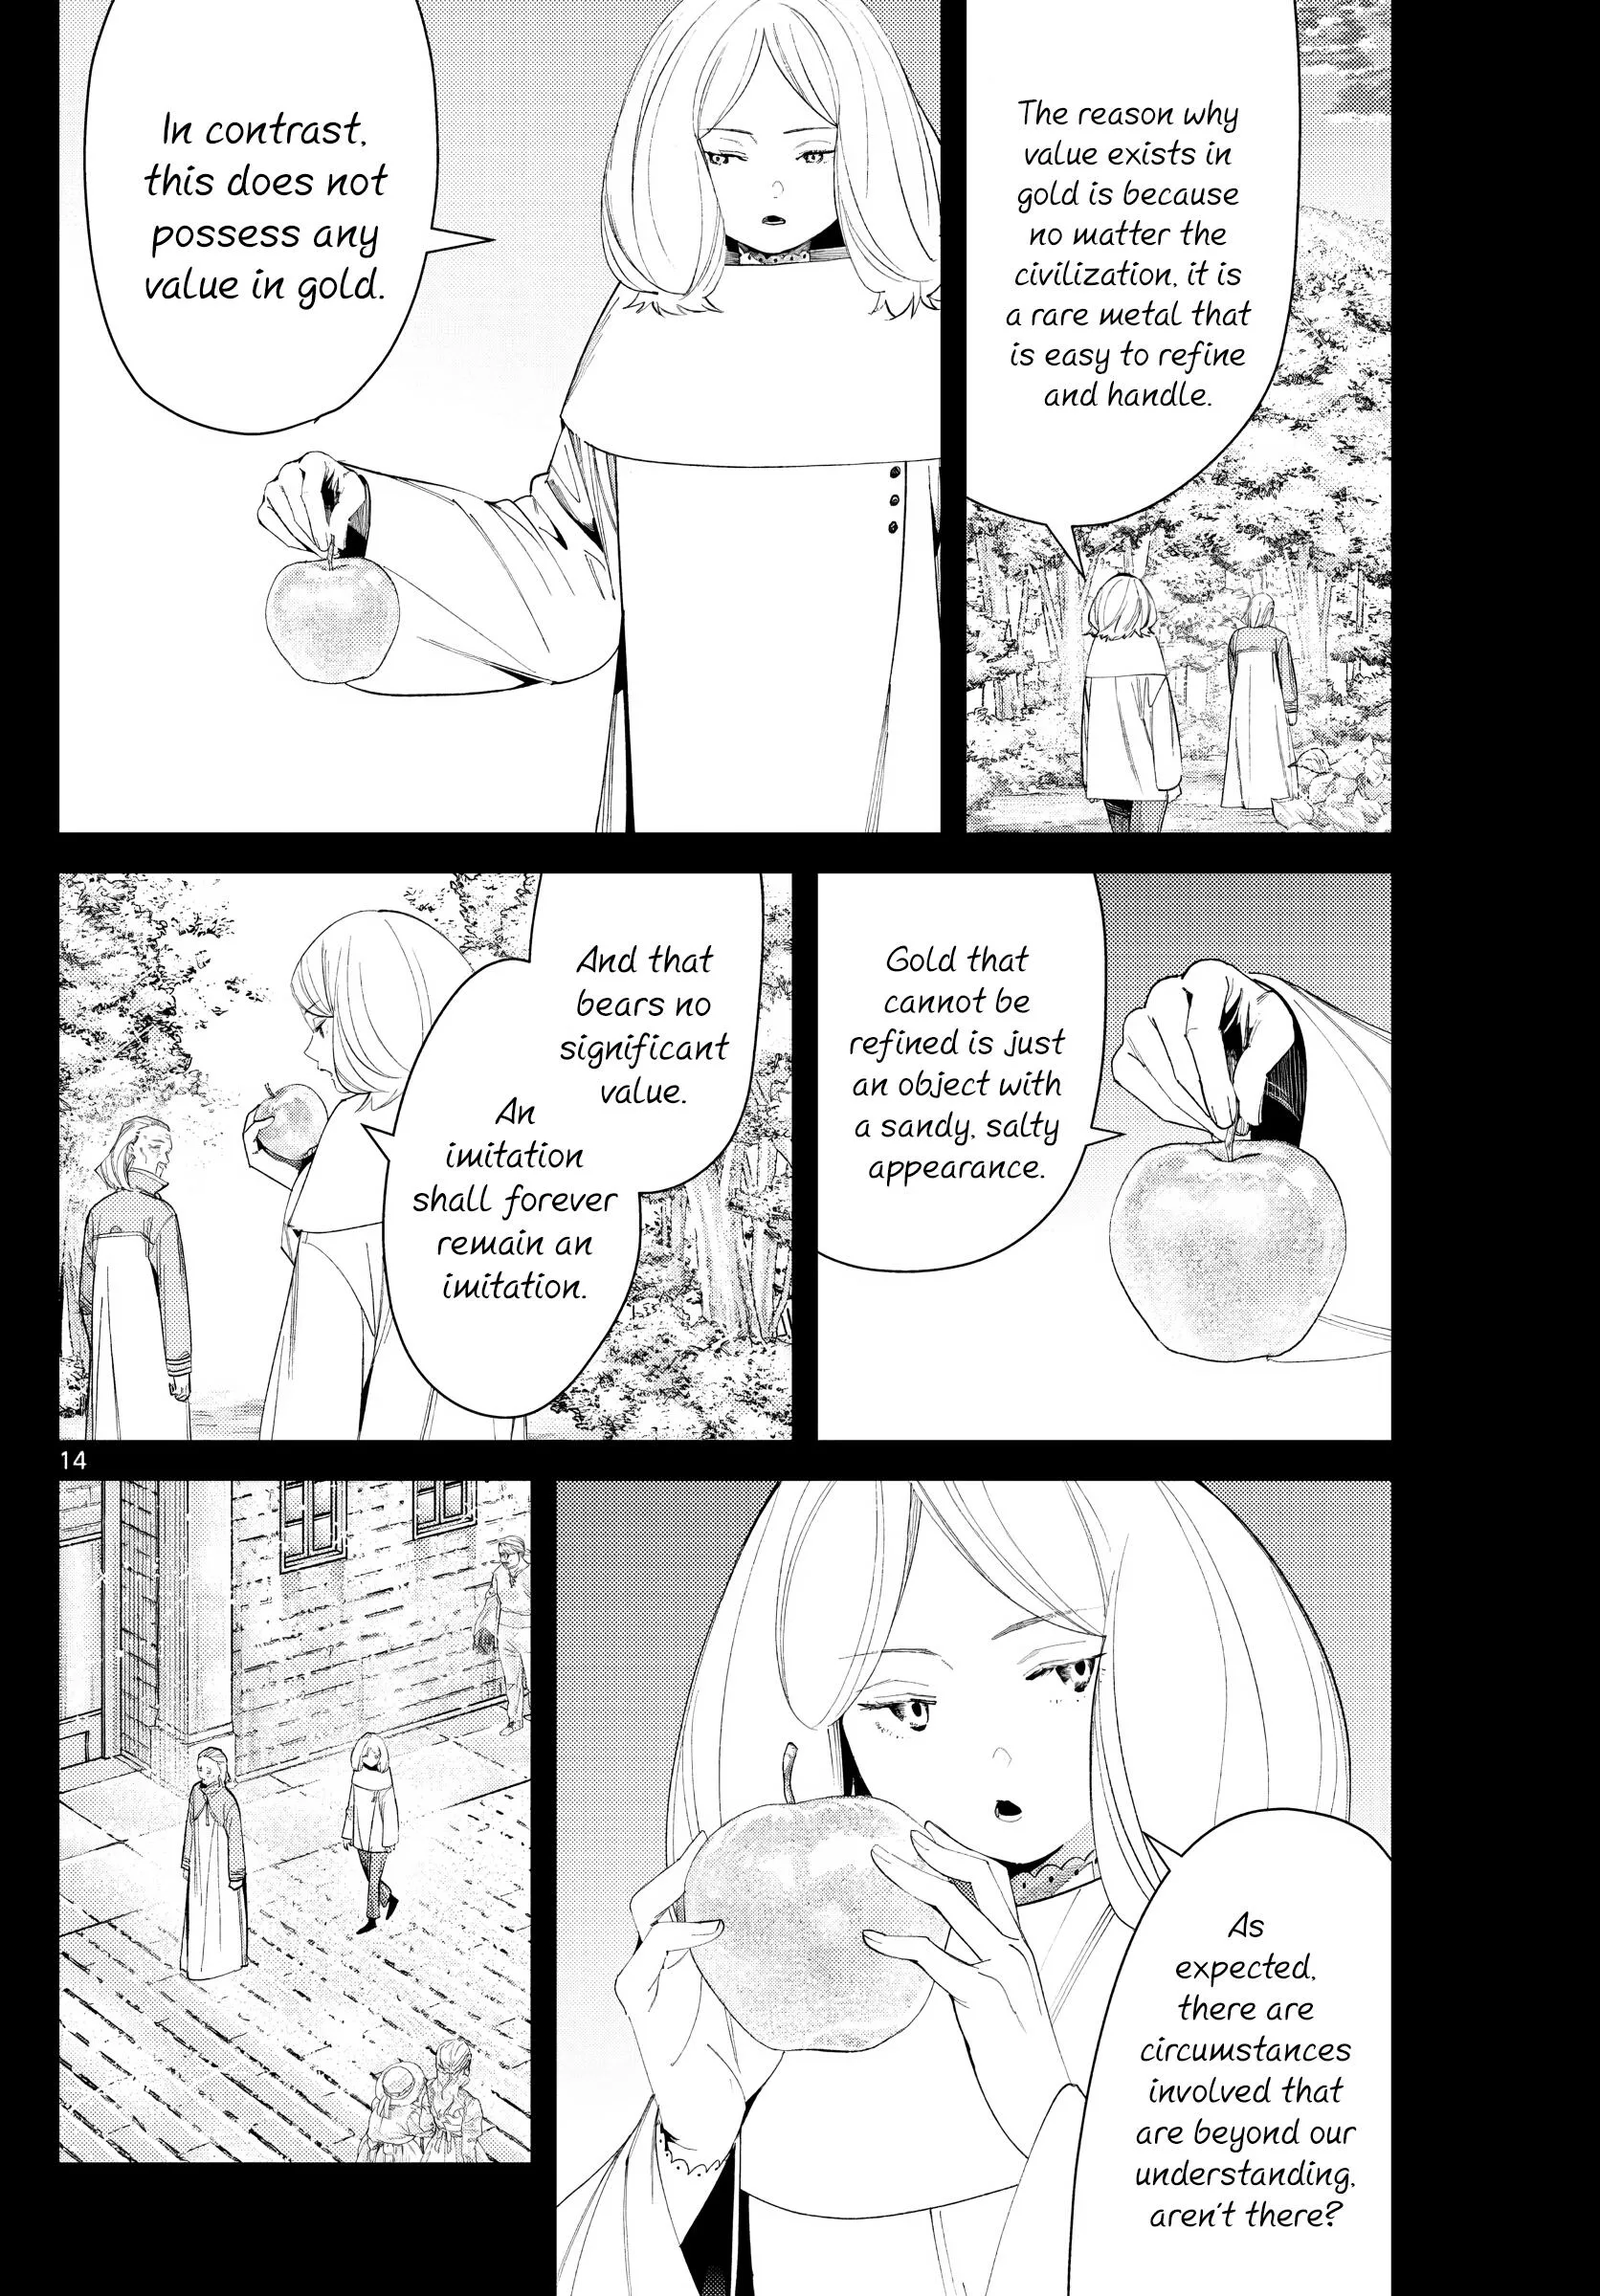 The reason why
value exists in
gold is because
no matter the
civilization, it is
a rare metal that
is easy to refine
and handle.
In contrast,
this does not
possess any
value in gold.
Gold that
cannot be
refined is just
an object with
a sandy, salty
appearance.
And that
bears no
significant
value.
An
imitation
shall forever
remain an
imitation.
14
As
expected,
there are
circumstances
involved that
are beyond our
understanding,
aren't there?